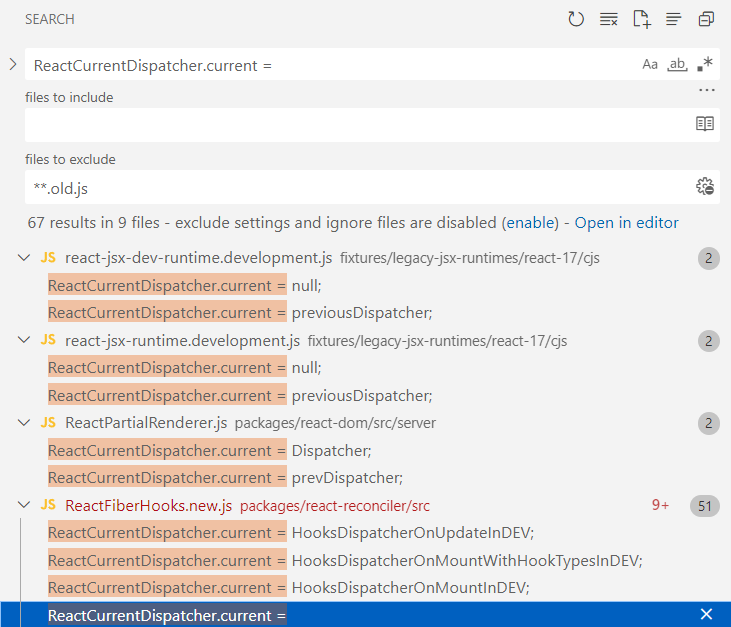 SEARCH
ReactCurrentDispatcher.current =
Aa ab *
files to include
files to exclude
**.old.js
67 results in 9 files - exclude settings and ignore files are disabled (enable) - Open in editor
JS react-jsx-dev-runtime.development.js fixtures/legacy-jsx-runtimes/react-17/cjs 2
ReactCurrentDispatcher.current = null;
ReactCurrentDispatcher.current = previousDispatcher;
JS react-jsx-runtime.development.js fixtures/legacy-jsx-runtimes/react-17/cjs 2
ReactCurrentDispatcher.current = null;
ReactCurrentDispatcher.current = previousDispatcher;
JS ReactPartialRenderer.js packages/react-dom/src/server 2
ReactCurrentDispatcher.current = Dispatcher;
ReactCurrentDispatcher.current = prevDispatcher;
JS ReactFiberHooks.new.js packages/react-reconciler/src 9+ 51
ReactCurrentDispatcher.current = HooksDispatcherOnUpdateInDEV;
ReactCurrentDispatcher.current = HooksDispatcherOnMountWithHookTypesInDEV;
ReactCurrentDispatcher.current = HooksDispatcherOnMountInDEV;
ReactCurrentDispatcher.current =